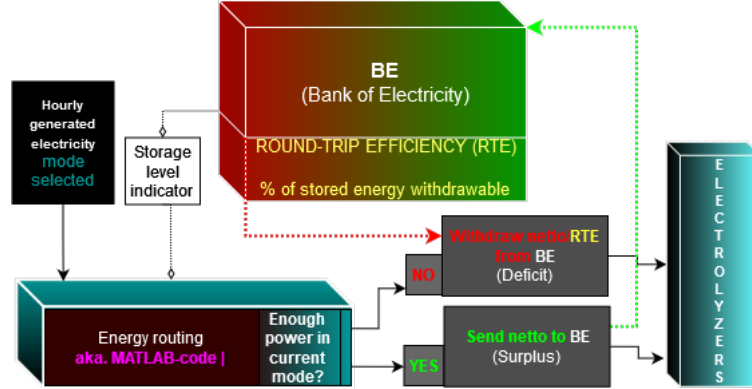 BE
(Bank of Electricity)
ROUND-TRIP EFFICIENCY (RTE)
% of stored energy withdrawable
Hourly
generated
electricity
mode
selected
Storage
level
indicator
Withdraw netto/RTE
from BE
(Deficit)
NO
Energy routing
aka. MATLAB-code |
Enough
power in
current
mode?
YES
Send netto to BE
(Surplus)
ELECTROLYZERS